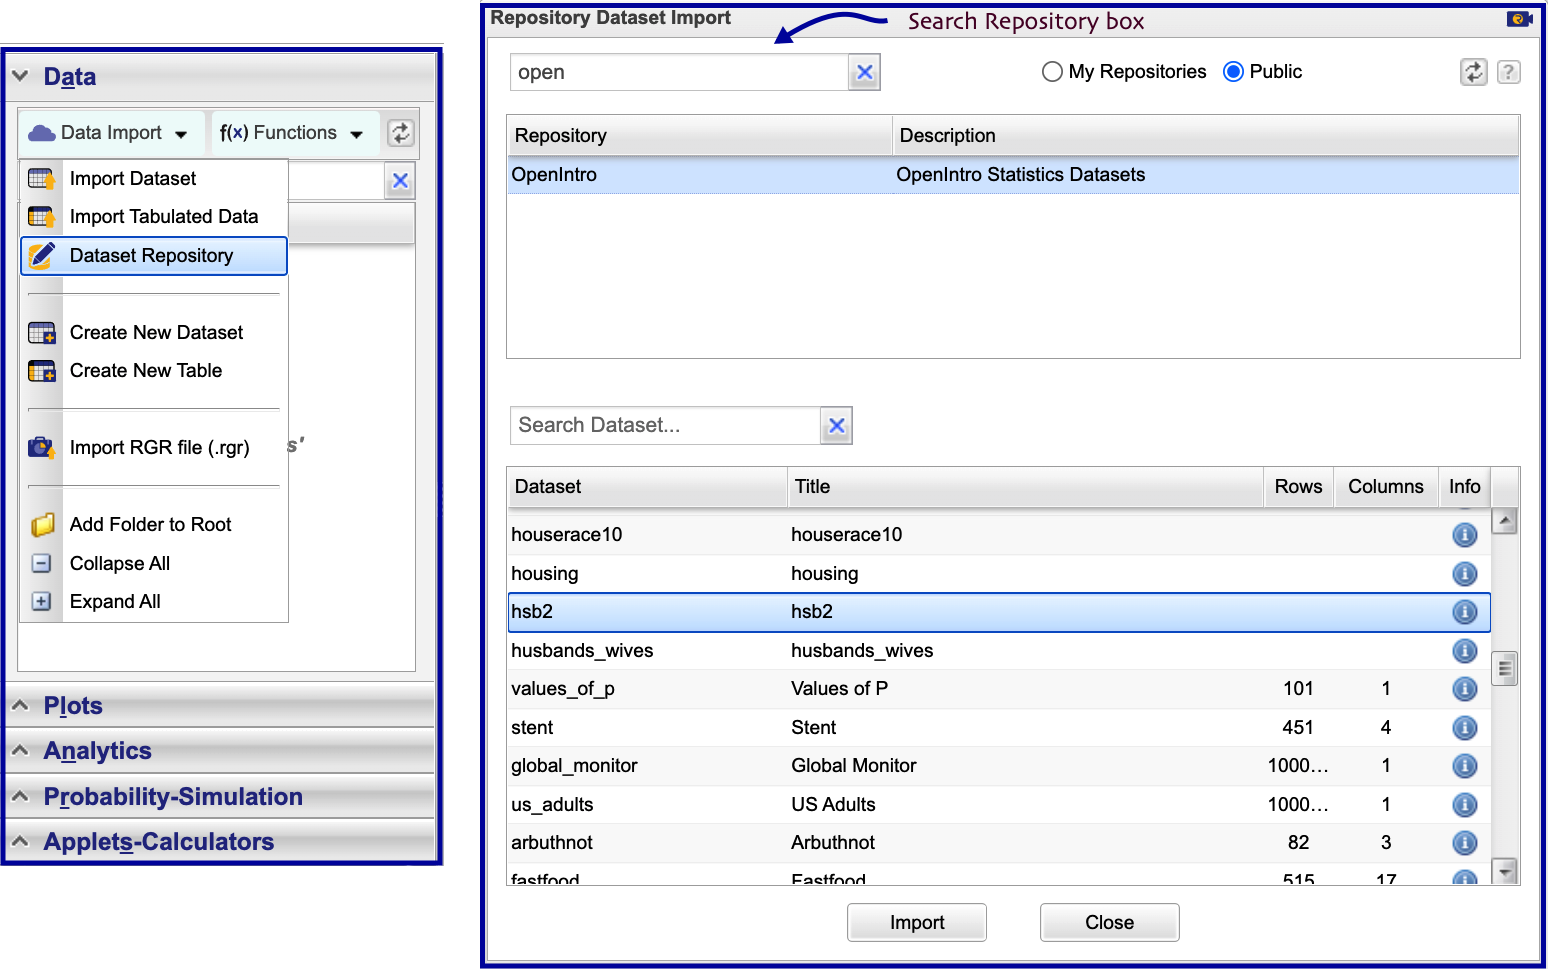 Data
Data Import
f(x) Functions
Import Dataset
Import Tabulated Data
Dataset Repository
Create New Dataset
Create New Table
Import RGR file (.rgr)
s'
Add Folder to Root
Collapse All
Expand All
Plots
Analytics
Probability-Simulation
Applets-Calculators
Repository Dataset Import
Search Repository box
open
My Repositories Public
Repository Description
OpenIntro OpenIntro Statistics Datasets
Search Dataset...
Dataset Title Rows Columns Info
houserace10 houserace10
housing housing
hsb2 hsb2
husbands_wives husbands_wives
values_of_p Values of P 101 1
stent Stent 451 4
global_monitor Global Monitor 1000... 1
us_adults US Adults 1000... 1
arbuthnot Arbuthnot 82 3
fastfood Fastfood 515 17
Import Close